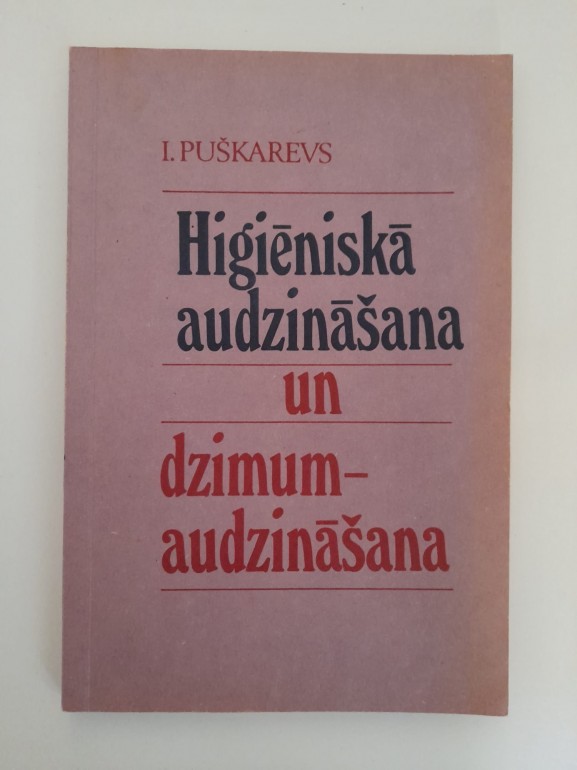 I. PUŠKAREVS
Higiēniskā
audzināšana
un
dzimum-
audzināšana